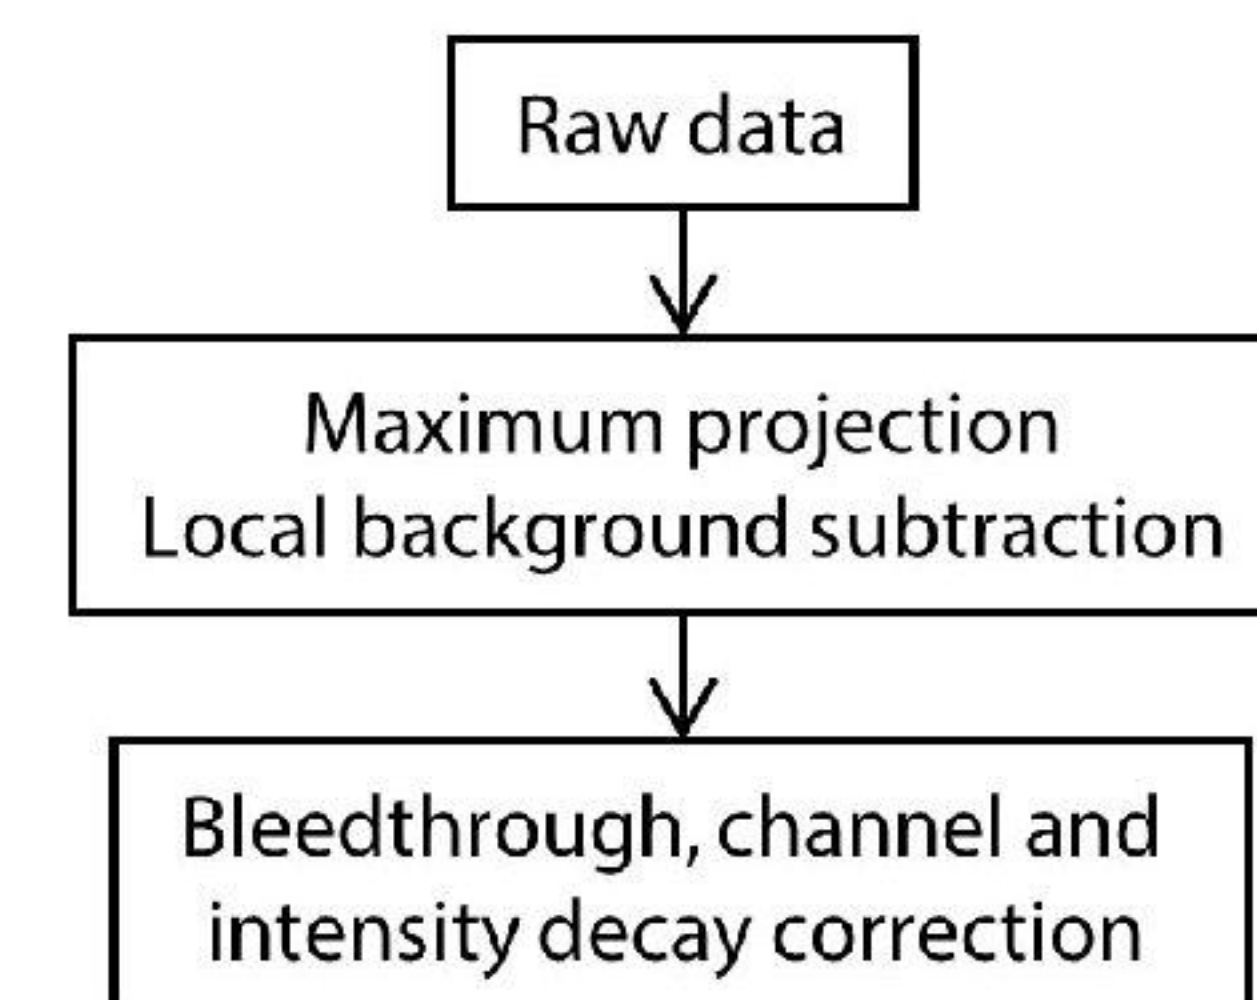 Raw data
Maximum projection
Local background subtraction
Bleedthrough, channel and
intensity decay correction